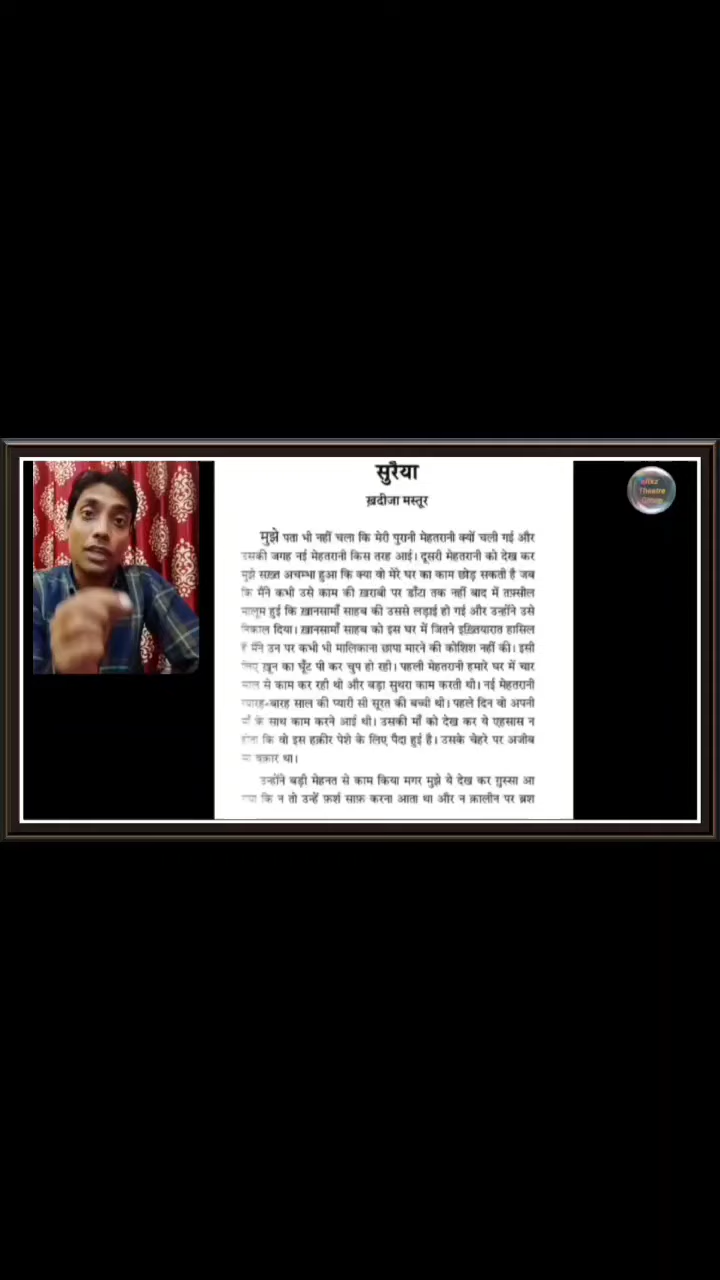 सुरैया
ख़दीजा मस्तूर
Theatre
Group
मुझे पता भी नहीं चला कि मेरी पुरानी मेहतरानी क्यों चली गई और
उसकी जगह नई मेहतरानी किस तरह आई। दूसरी मेहतरानी को देख कर
मुझे सख़्त अचम्भा हुआ कि क्या वो मेरे घर का काम छोड़ सकती है जब
कि मैंने कभी उसे काम की ख़राबी पर डाँटा तक नहीं बाद में तफ़्सील
मालूम हुई कि ख़ानसामाँ साहब की उससे लड़ाई हो गई और उन्होंने उसे
निकाल दिया। ख़ानसामाँ साहब को इस घर में जितने इख़्तियारात हासिल
हैं मैंने उन पर कभी भी मालिकाना छापा मारने की कोशिश नहीं की। इसी
लिए ख़ून का घूँट पी कर चुप हो रही। पहली मेहतरानी हमारे घर में चार
साल से काम कर रही थी और बड़ा सुथरा काम करती थी। नई मेहतरानी
ग्यारह-बारह साल की प्यारी सी सूरत की बच्ची थी। पहले दिन वो अपनी
माँ के साथ काम करने आई थी। उसकी माँ को देख कर ये एहसास न
होता कि वो इस हक़ीर पेशे के लिए पैदा हुई है। उसके चेहरे पर अजीब
सा वक़ार था।
उन्होंने बड़ी मेहनत से काम किया मगर मुझे ये देख कर ग़ुस्सा आ
गया कि न तो उन्हें फ़र्श साफ़ करना आता था और न क़ालीन पर ब्रश